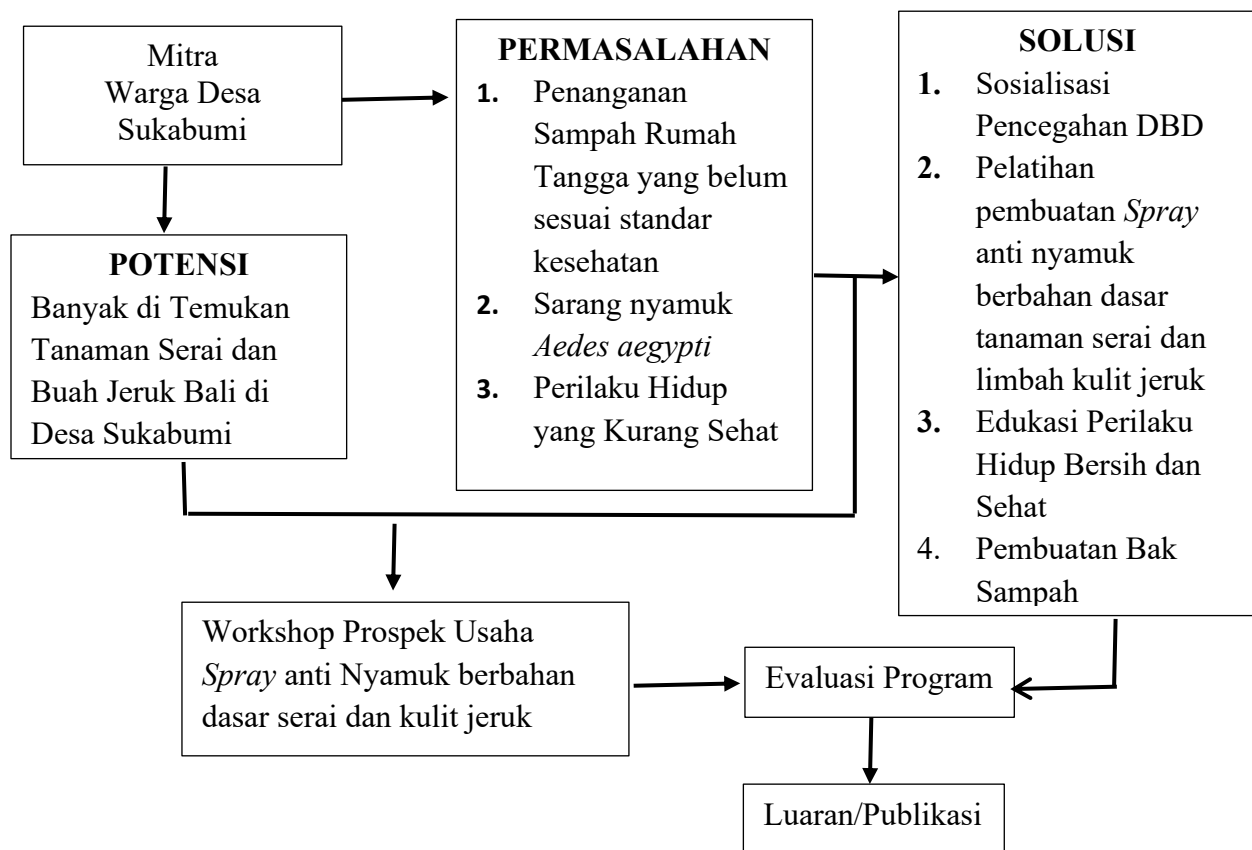 Mitra
Warga Desa
Sukabumi
POTENSI
Banyak di Temukan
Tanaman Serai dan
Buah Jeruk Bali di
Desa Sukabumi
PERMASALAHAN
1. Penanganan
Sampah Rumah
Tangga yang belum
sesuai standar
kesehatan
2. Sarang nyamuk
Aedes aegypti
3. Perilaku Hidup
yang Kurang Sehat
SOLUSI
1. Sosialisasi
Pencegahan DBD
2. Pelatihan
pembuatan Spray
anti nyamuk
berbahan dasar
tanaman serai dan
limbah kulit jeruk
3. Edukasi Perilaku
Hidup Bersih dan
Sehat
4. Pembuatan Bak
Sampah
Workshop Prospek Usaha
Spray anti Nyamuk berbahan
dasar serai dan kulit jeruk
Evaluasi Program
Luaran/Publikasi